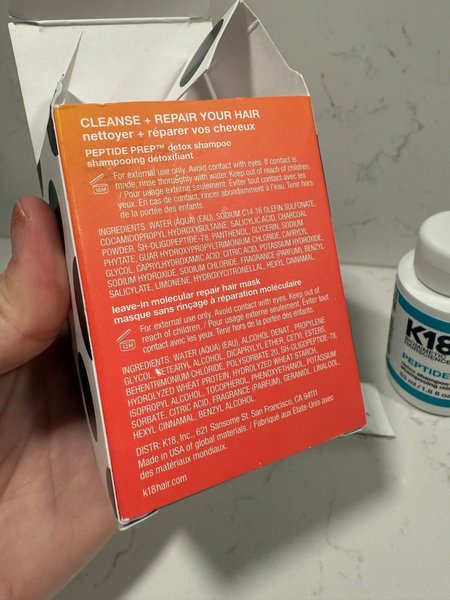 CLEANSE + REPAIR YOUR HAIR
nettoyer + réparer vos cheveux
PEPTIDE PREP™ detox shampoo
shampooing détoxifiant
18M
For external use only. Avoid contact with eyes. If contact is
made, rinse thoroughly with water. Keep out of reach of children.
/ Pour usage externe seulement. Éviter tout contact avec les
yeux. En cas de contact, rincer abondamment à l'eau. Tenir hors
de la portée des enfants.
INGREDIENTS: WATER (AQUA) (EAU), SODIUM C14-16 OLEFIN SULFONATE,
COCAMIDOPROPYL HYDROXYSULTAINE, SALICYLIC ACID, CHARCOAL
POWDER, SH-OLIGOPEPTIDE-78, PANTHENOL, GLYCERIN, SODIUM
PHYTATE, GUAR HYDROXYPROPYLTRIMONIUM CHLORIDE, CAPRYLYL
GLYCOL, CAPRYLHYDROXAMIC ACID, CITRIC ACID, POTASSIUM HYDROXIDE,
SODIUM HYDROXIDE, SODIUM CHLORIDE, FRAGRANCE (PARFUM), BENZYL
SALICYLATE, LIMONENE, HYDROXYCITRONELLAL, HEXYL CINNAMAL.
leave-in molecular repair hair mask
masque sans rinçage à réparation moléculaire
12M
For external use only. Avoid contact with eyes. Keep out of
reach of children. / Pour usage externe seulement. Éviter tout
contact avec les yeux. Tenir hors de la portée des enfants.
INGREDIENTS: WATER (AQUA) (EAU), ALCOHOL DENAT., PROPYLENE
GLYCOL, CETEARYL ALCOHOL, DICAPRYLYL ETHER, CETYL ESTERS,
BEHENTRIMONIUM CHLORIDE, POLYSORBATE 20, SH-OLIGOPEPTIDE-78,
HYDROLYZED WHEAT PROTEIN, HYDROLYZED WHEAT STARCH,
ISOPROPYL ALCOHOL, TOCOPHEROL, PHENOXYETHANOL, POTASSIUM
SORBATE, CITRIC ACID, FRAGRANCE (PARFUM), GERANIOL, LINALOOL,
HEXYL CINNAMAL, BENZYL ALCOHOL.
DISTR: K18, Inc., 621 Sansome St. San Francisco, CA 94111
Made in USA of global materials. / Fabriqué aux États-Unis avec
des matériaux mondiaux.
k18hair.com
K18
PEPTIDE